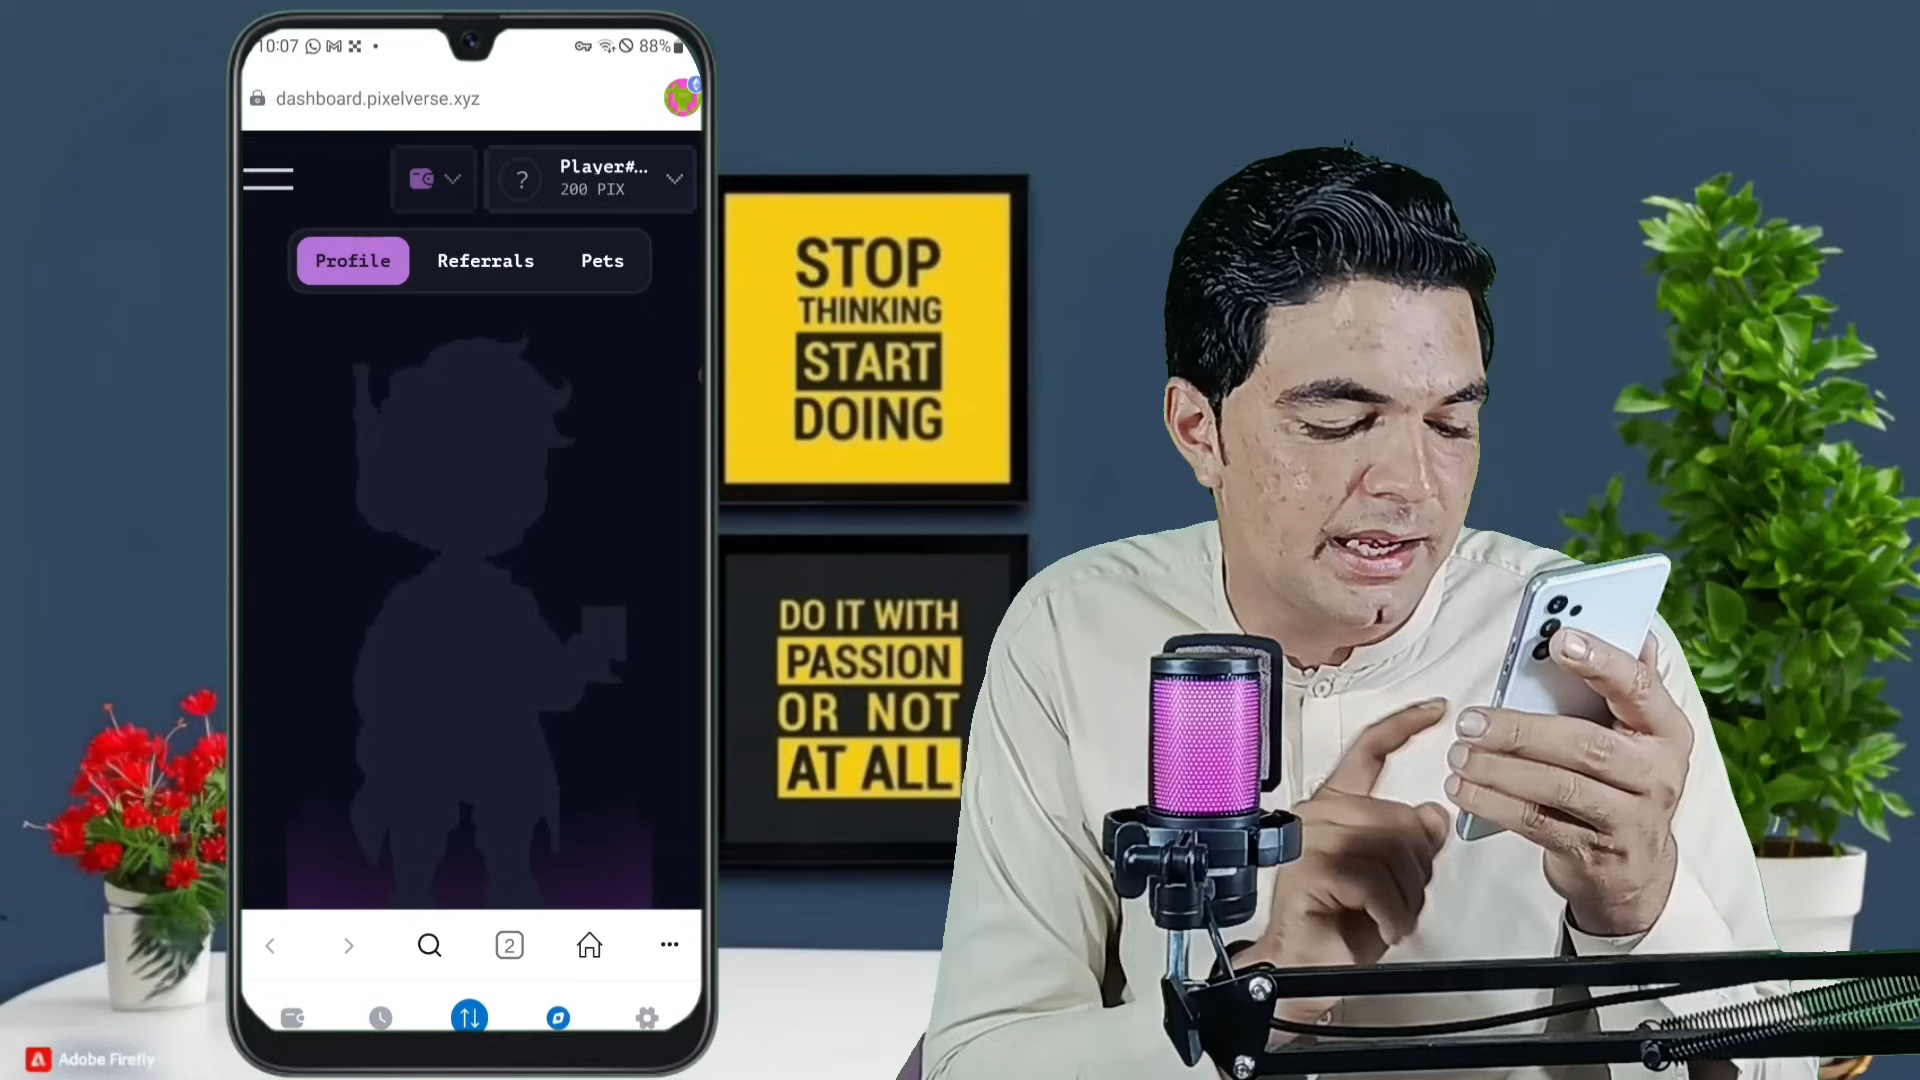 10:07
88%
dashboard.pixelverse.xyz
?
Player#...
200 PIX
Profile
Referrals
Pets
2
STOP
THINKING
START
DOING
DO IT WITH
PASSION
OR NOT
AT ALL
Adobe Firefly